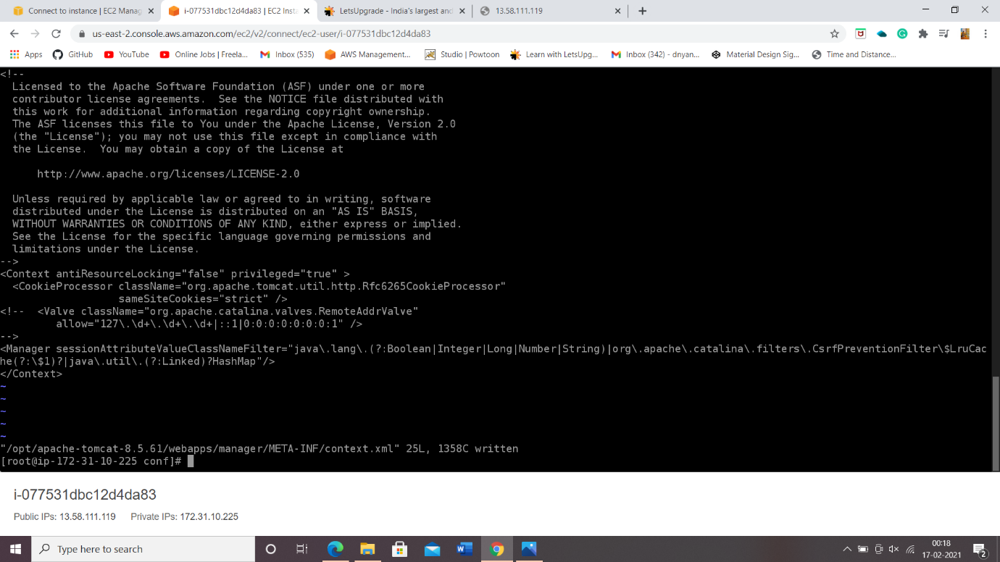 Connect to instance | EC2 Manag
i-077531dbc12d4da83 | EC2 Insta
LetsUpgrade - India's largest and
13.58.111.119
us-east-2.console.aws.amazon.com/ec2/v2/connect/ec2-user/i-077531dbc12d4da83
Apps
GitHub
YouTube
Online Jobs | Freela...
Inbox (535)
AWS Management...
Studio | Powtoon
Learn with LetsUpg...
Inbox (342) - dnyan...
Material Design Sig...
Time and Distance...
<!--
Licensed to the Apache Software Foundation (ASF) under one or more
contributor license agreements.  See the NOTICE file distributed with
this work for additional information regarding copyright ownership.
The ASF licenses this file to You under the Apache License, Version 2.0
(the "License"); you may not use this file except in compliance with
the License.  You may obtain a copy of the License at
http://www.apache.org/licenses/LICENSE-2.0
Unless required by applicable law or agreed to in writing, software
distributed under the License is distributed on an "AS IS" BASIS,
WITHOUT WARRANTIES OR CONDITIONS OF ANY KIND, either express or implied.
See the License for the specific language governing permissions and
limitations under the License.
-->
<Context antiResourceLocking="false" privileged="true" >
<CookieProcessor className="org.apache.tomcat.util.http.Rfc6265CookieProcessor"
sameSiteCookies="strict" />
<!--  <Valve className="org.apache.catalina.valves.RemoteAddrValve"
allow="127\.\d+\.\d+\.\d+|::1|0:0:0:0:0:0:0:1" />
-->
<Manager sessionAttributeValueClassNameFilter="java\.lang\.(?:Boolean|Integer|Long|Number|String)|org\.apache\.catalina\.filters\.CsrfPreventionFilter\$LruCac
he(?:\$1)?|java\.util\.(?:Linked)?HashMap"/>
</Context>
~
~
~
~
~
"/opt/apache-tomcat-8.5.61/webapps/manager/META-INF/context.xml" 25L, 1358C written
[root@ip-172-31-10-225 conf]#
i-077531dbc12d4da83
Public IPs: 13.58.111.119
Private IPs: 172.31.10.225
Type here to search
00:18
17-02-2021
2